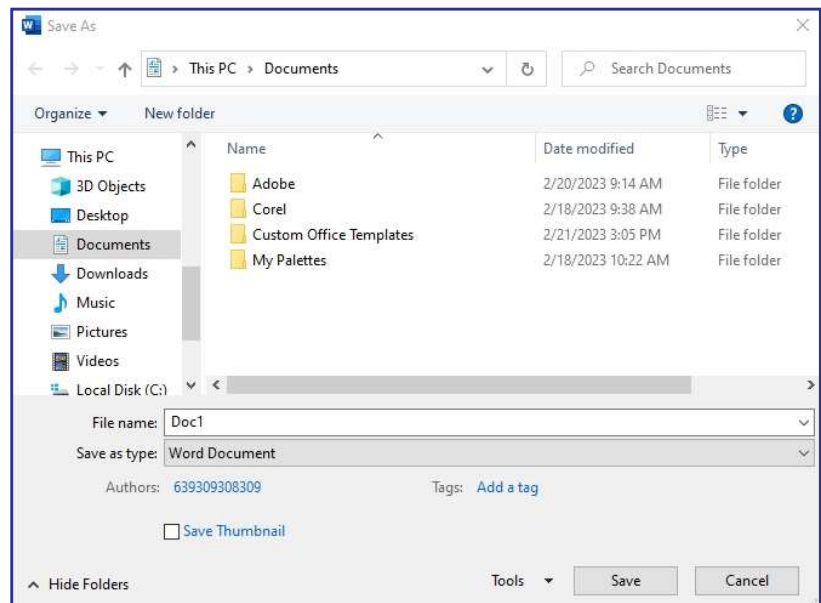 Save As
This PC > Documents
Search Documents
Organize
New folder
Name Date modified Type
This PC
3D Objects
Desktop
Documents
Downloads
Music
Pictures
Videos
Local Disk (C:)
Adobe 2/20/2023 9:14 AM File folder
Corel 2/18/2023 9:38 AM File folder
Custom Office Templates 2/21/2023 3:05 PM File folder
My Palettes 2/18/2023 10:22 AM File folder
File name: Doc1
Save as type: Word Document
Authors: 639309308309 Tags: Add a tag
Save Thumbnail
Hide Folders Tools Save Cancel